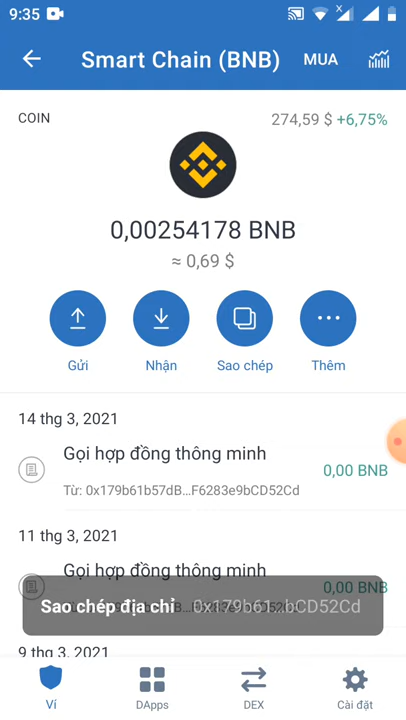 9:35
Smart Chain (BNB)
MUA
COIN
274,59 $ +6,75%
0,00254178 BNB
≈ 0,69 $
Gửi
Nhận
Sao chép
Thêm
14 thg 3, 2021
Gọi hợp đồng thông minh
0,00 BNB
Từ: 0x179b61b57dB...F6283e9bCD52Cd
11 thg 3, 2021
Gọi hợp đồng thông minh
0,00 BNB
Sao chép địa chỉ 0x179b61...bCD52Cd
9 thg 3, 2021
Ví
DApps
DEX
Cài đặt